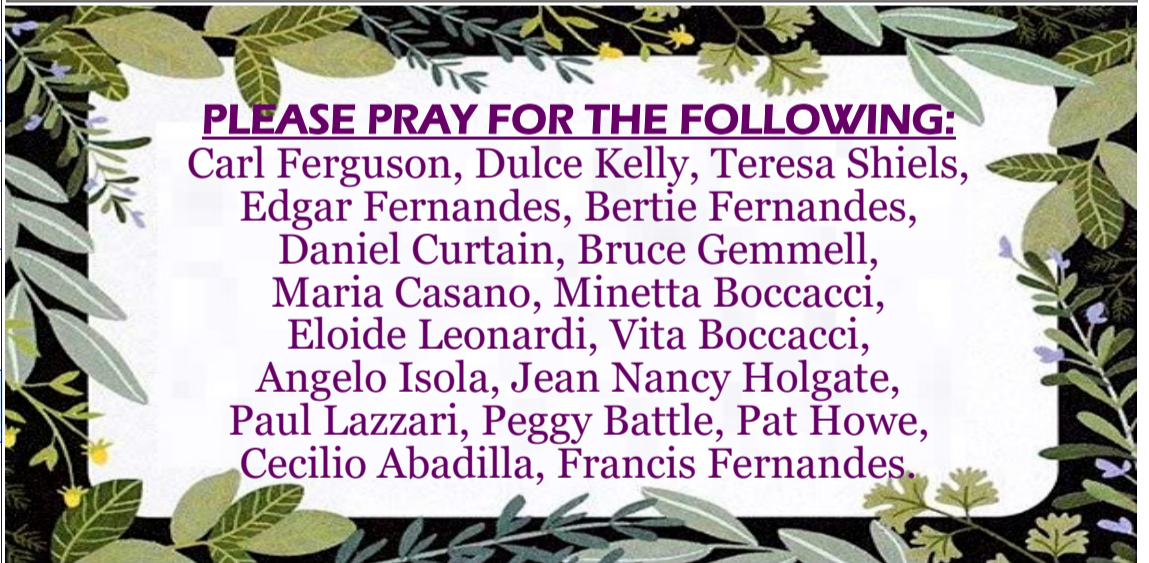 PLEASE PRAY FOR THE FOLLOWING:
Carl Ferguson, Dulce Kelly, Teresa Shiels,
Edgar Fernandes, Bertie Fernandes,
Daniel Curtain, Bruce Gemmell,
Maria Casano, Minetta Boccacci,
Eloide Leonardi, Vita Boccacci,
Angelo Isola, Jean Nancy Holgate,
Paul Lazzari, Peggy Battle, Pat Howe,
Cecilio Abadilla, Francis Fernandes.